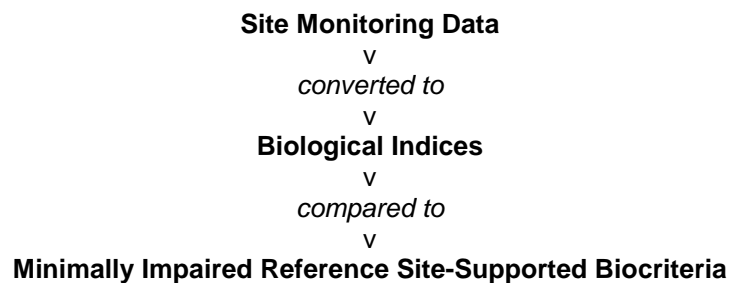 Site Monitoring Data
v
converted to
v
Biological Indices
v
compared to
v
Minimally Impaired Reference Site-Supported Biocriteria